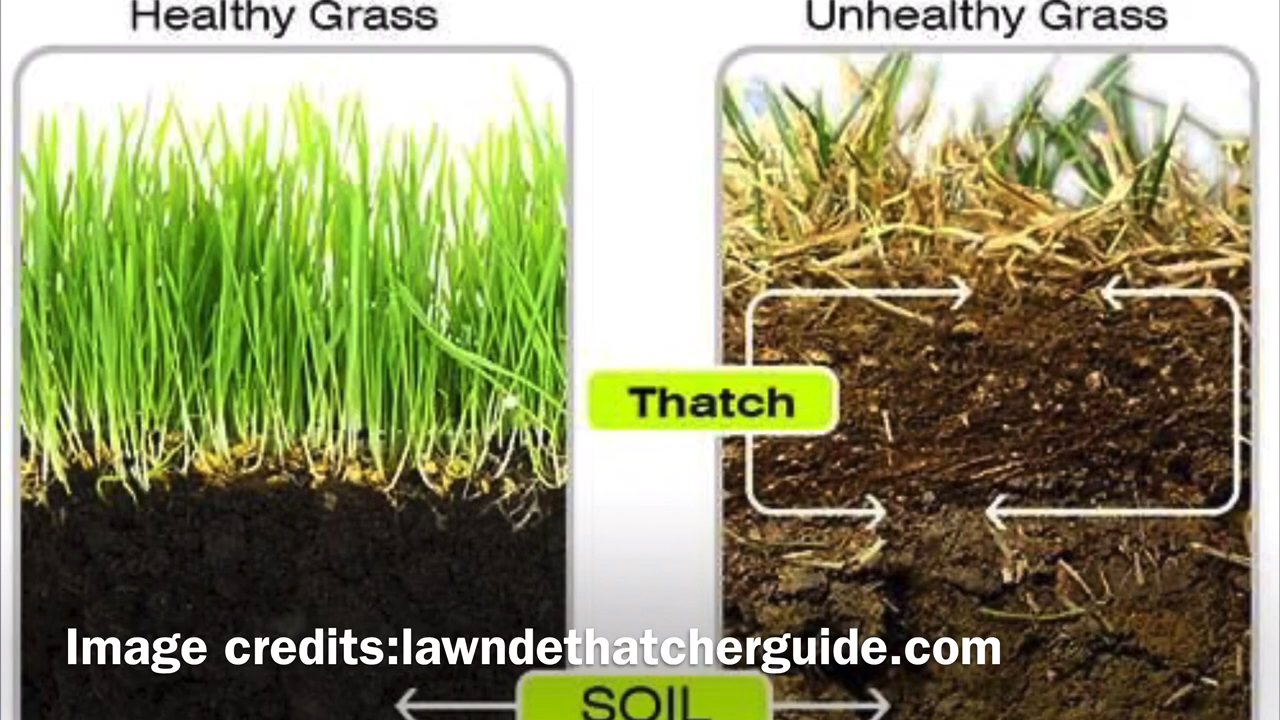 Healthy Grass
Unhealthy Grass
Thatch
Image credits:lawndethatcherguide.com
SOIL